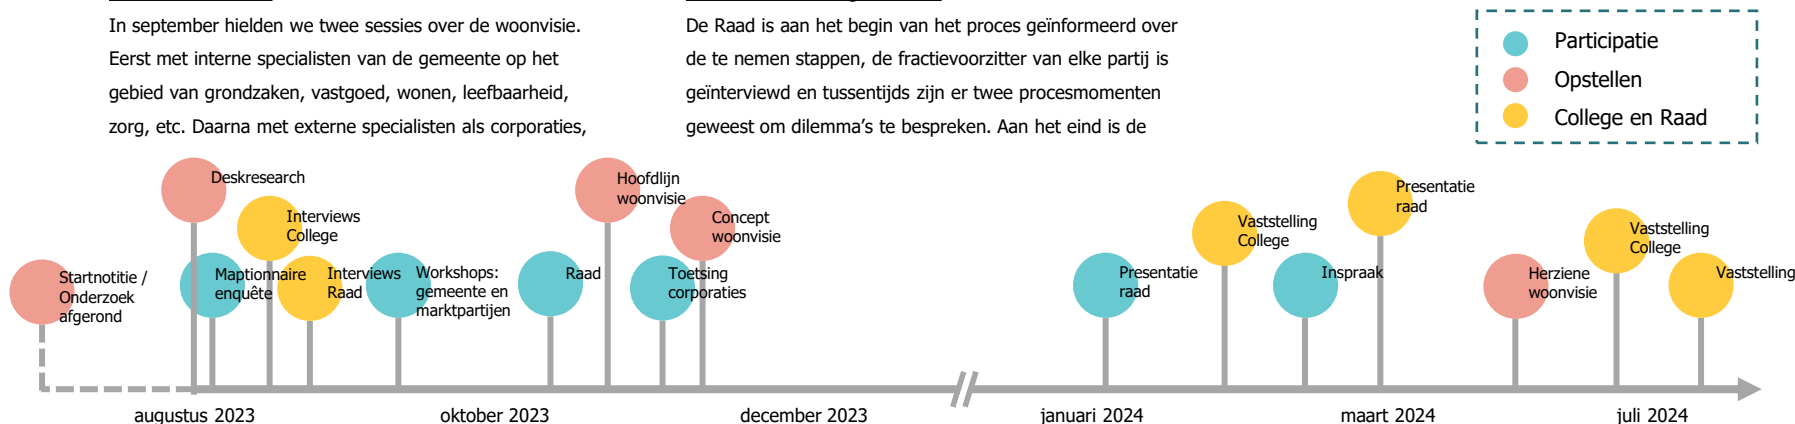 In september hielden we twee sessies over de woonvisie.
Eerst met interne specialisten van de gemeente op het
gebied van grondzaken, vastgoed, wonen, leefbaarheid,
zorg, etc. Daarna met externe specialisten als corporaties,
De Raad is aan het begin van het proces geïnformeerd over
de te nemen stappen, de fractievoorzitter van elke partij is
geïnterviewd en tussentijds zijn er twee procesmomenten
geweest om dilemma's te bespreken. Aan het eind is de
Participatie
Opstellen
College en Raad
Startnotitie /
Onderzoek
afgerond
Deskresearch
Maptionnaire
enquête
Interviews
College
Interviews
Raad
Workshops:
gemeente en
marktpartijen
Raad
Hoofdlijn
woonvisie
Toetsing
corporaties
Concept
woonvisie
Presentatie
raad
Vaststelling
College
Inspraak
Presentatie
raad
Herziene
woonvisie
Vaststelling
College
Vaststelling
augustus 2023
oktober 2023
december 2023
januari 2024
maart 2024
juli 2024